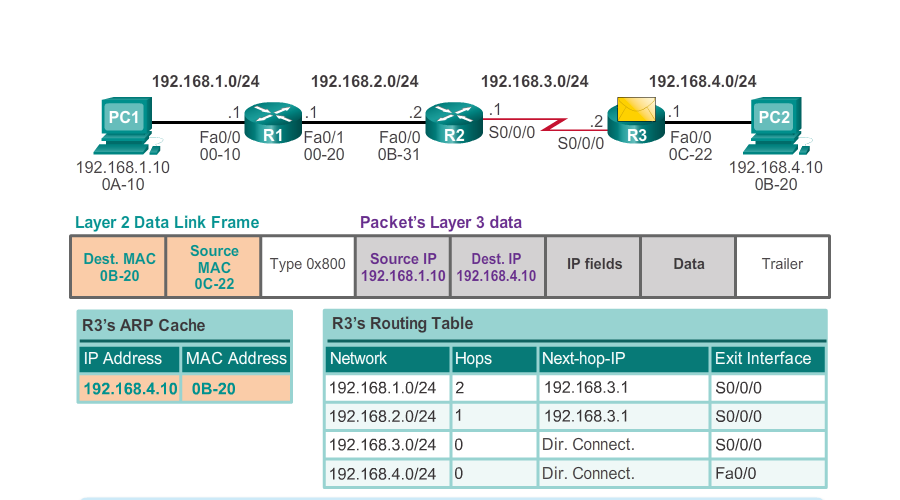 192.168.1.0/24 192.168.2.0/24 192.168.3.0/24 192.168.4.0/24
PC1 .1 R1 .1 .2 R2 .1 .2 R3 .1 PC2
Fa0/0 Fa0/1 Fa0/0 S0/0/0 S0/0/0 Fa0/0
00-10 00-20 0B-31 0C-22
192.168.1.10 192.168.4.10
0A-10 0B-20
Layer 2 Data Link Frame Packet's Layer 3 data
Dest. MAC
0B-20
Source
MAC
0C-22
Type 0x800
Source IP
192.168.1.10
Dest. IP
192.168.4.10
IP fields
Data
Trailer
R3's ARP Cache
IP Address MAC Address
192.168.4.10 0B-20
R3's Routing Table
Network Hops Next-hop-IP Exit Interface
192.168.1.0/24 2 192.168.3.1 S0/0/0
192.168.2.0/24 1 192.168.3.1 S0/0/0
192.168.3.0/24 0 Dir. Connect. S0/0/0
192.168.4.0/24 0 Dir. Connect. Fa0/0